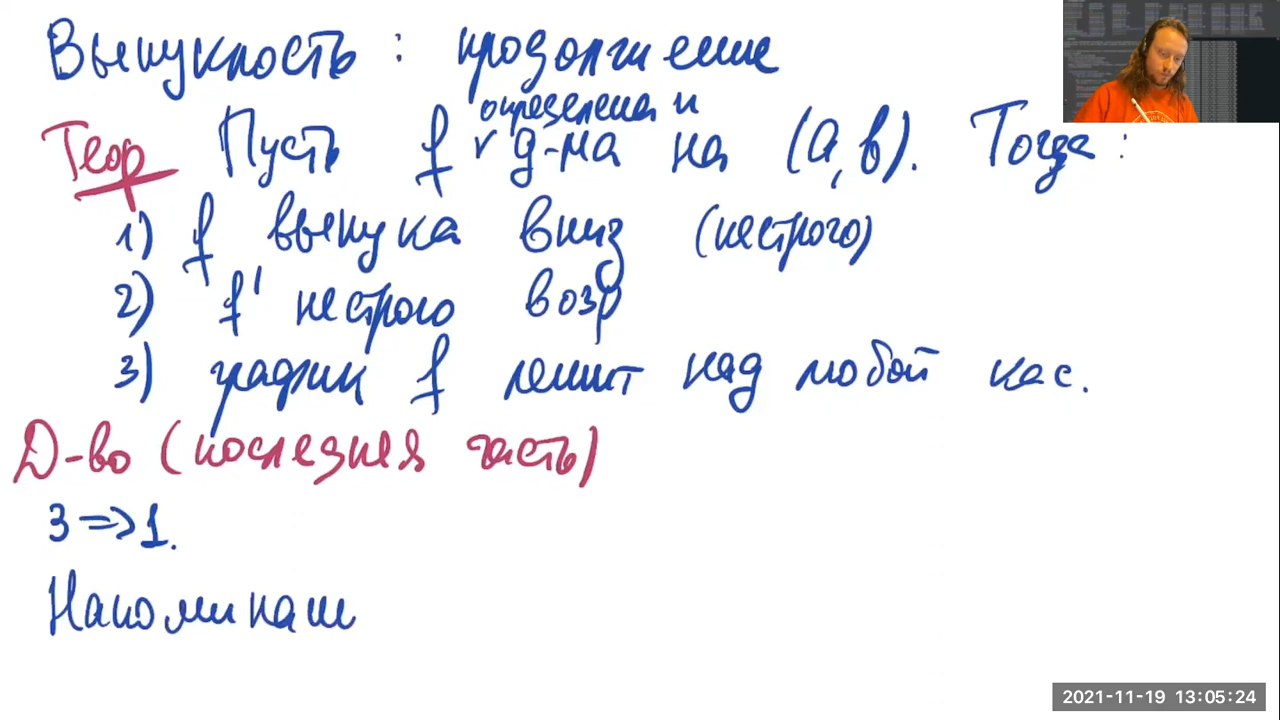 Выпуклость: продолжение
определена и
Теор Пусть f v д-ма на (a, b). Тогда:
1) f выпукла вниз (нестрого)
2) f' нестрого возр
3) график f лежит над любой кас.
Д-во (последняя часть)
3 => 1.
Напоминаш
2021-11-19 13:05:24